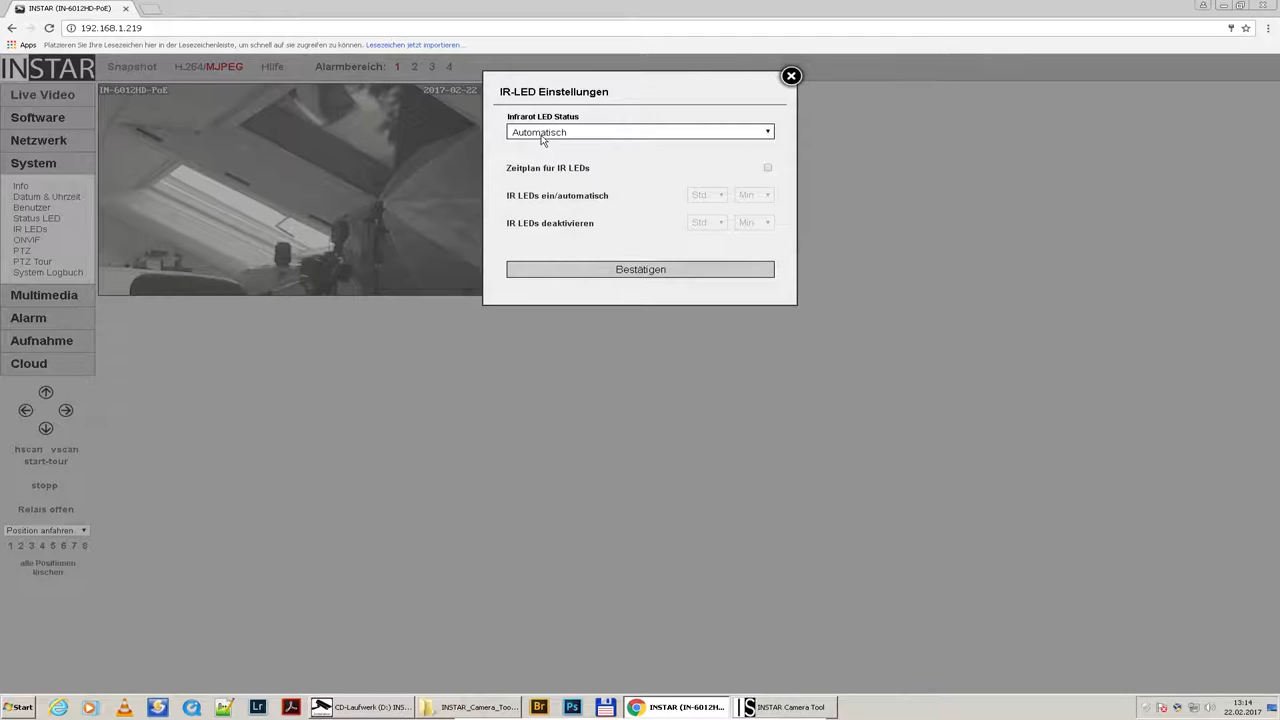 INSTAR (IN-6012HD-PoE)
192.168.1.219
Apps Platzieren Sie Ihre Lesezeichen hier in der Lesezeichenleiste, um schnell auf sie zugreifen zu können. Lesezeichen jetzt importieren...
INSTAR Snapshot H.264/MJPEG Hilfe Alarmbereich: 1 2 3 4
IN-6012HD-PoE 2017-02-22
Live Video
Software
Netzwerk
System
Info
Datum & Uhrzeit
Benutzer
Status LED
IR LEDs
ONVIF
PTZ
PTZ Tour
System Logbuch
Multimedia
Alarm
Aufnahme
Cloud
hscan vscan
start-tour
stopp
Relais offen
Position anfahren
1 2 3 4 5 6 7 8
alle Positionen
löschen
IR-LED Einstellungen
Infrarot LED Status
Automatisch
Zeitplan für IR LEDs
IR LEDs ein/automatisch Std Min
IR LEDs deaktivieren Std Min
Bestätigen
Start Lr CD-Laufwerk (D:) INS... INSTAR_Camera_Too... Br Ps INSTAR (IN-6012H... INSTAR Camera Tool
13:14
22.02.2017